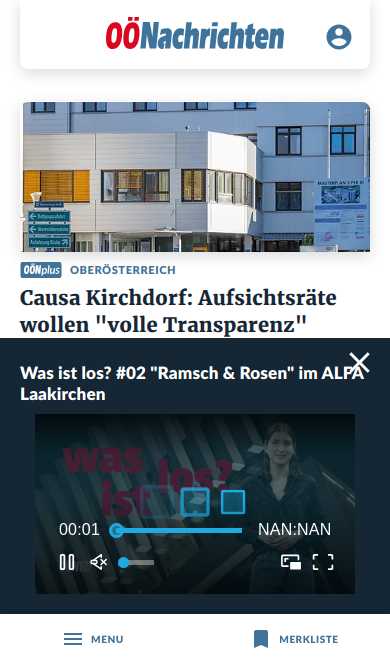 OÖNachrichten
OÖNplus OBERÖSTERREICH
Causa Kirchdorf: Aufsichtsräte
wollen "volle Transparenz"
Was ist los? #02 "Ramsch & Rosen" im ALFA
Laakirchen
was
ist los?
00:01 NAN:NAN
MENU MERKLISTE